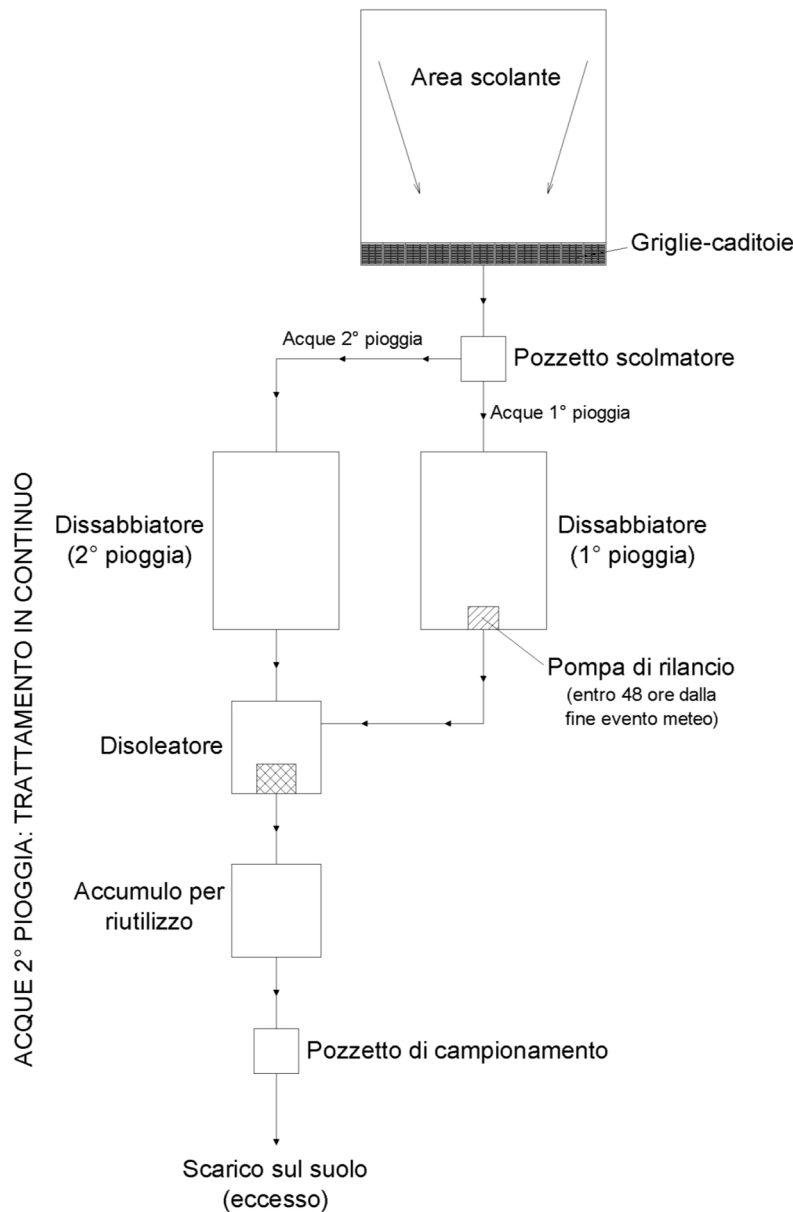 Area scolante
Griglie-caditoie
Acque 2° pioggia
Pozzetto scolmatore
Acque 1° pioggia
Dissabbiatore
(2° pioggia)
Dissabbiatore
(1° pioggia)
Pompa di rilancio
(entro 48 ore dalla
fine evento meteo)
Disoleatore
Accumulo per
riutilizzo
Pozzetto di campionamento
Scarico sul suolo
(eccesso)
ACQUE 2° PIOGGIA: TRATTAMENTO IN CONTINUO